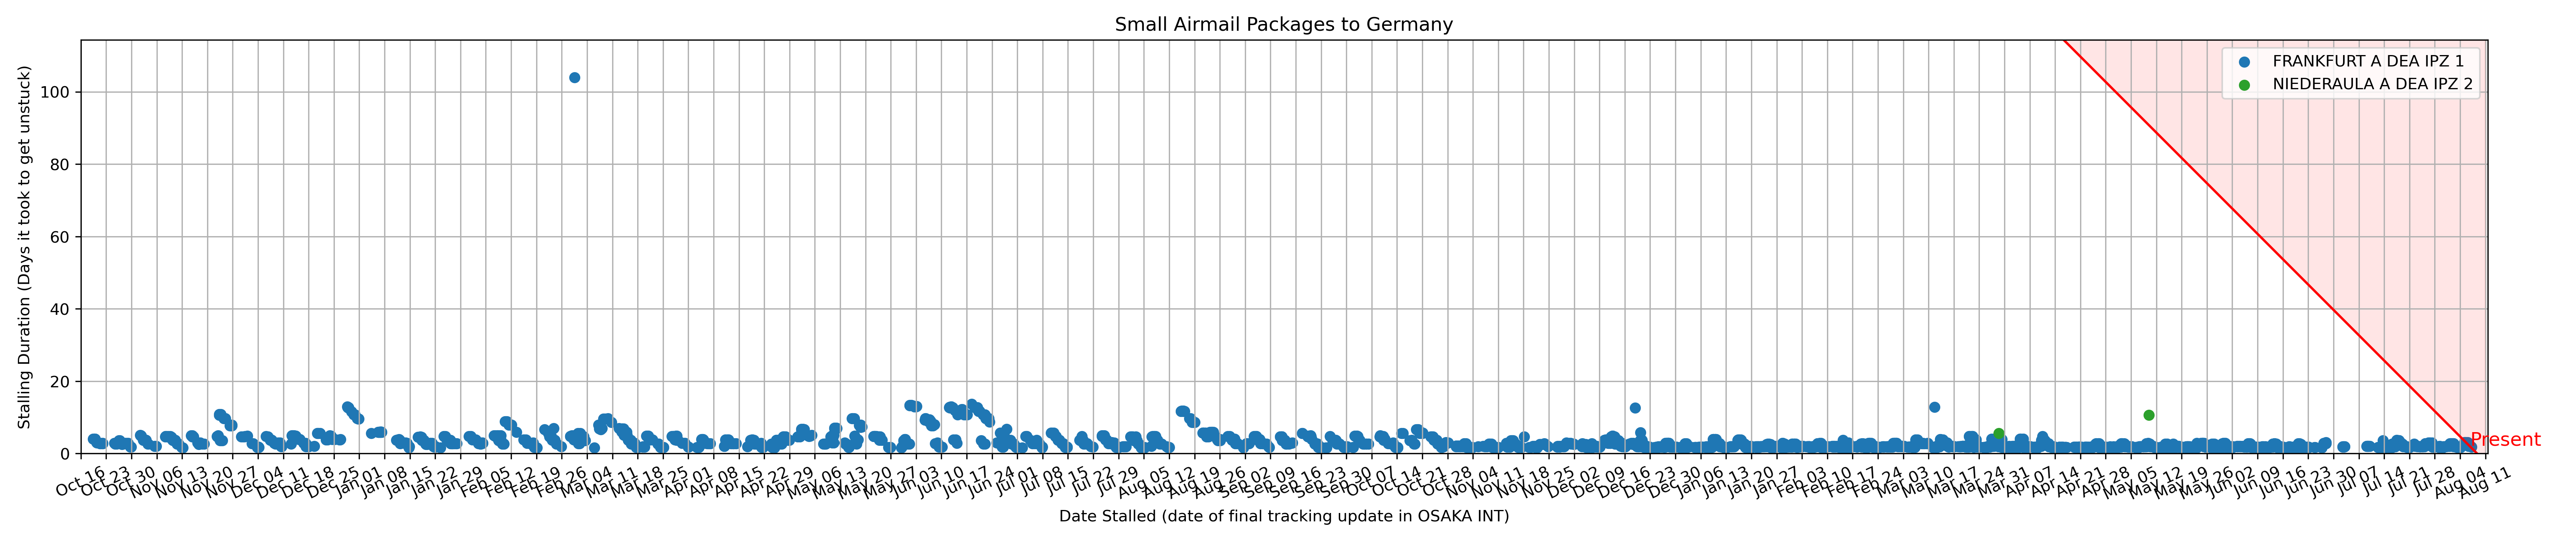 Small Airmail Packages to Germany
FRANKFURT A DEA IPZ 1
NIEDERAULA A DEA IPZ 2
Stalling Duration (Days it took to get unstuck)
100
80
60
40
20
0
Present
Oct 16
Oct 23
Oct 30
Nov 06
Nov 13
Nov 20
Nov 27
Dec 04
Dec 11
Dec 18
Dec 25
Jan 01
Jan 08
Jan 15
Jan 22
Jan 29
Feb 05
Feb 12
Feb 19
Feb 26
Mar 04
Mar 11
Mar 18
Mar 25
Apr 01
Apr 08
Apr 15
Apr 22
Apr 29
May 06
May 13
May 20
May 27
Jun 03
Jun 10
Jun 17
Jun 24
Jul 01
Jul 08
Jul 15
Jul 22
Jul 29
Aug 05
Aug 12
Aug 19
Aug 26
Sep 02
Sep 09
Sep 16
Sep 23
Sep 30
Oct 07
Oct 14
Oct 21
Oct 28
Nov 04
Nov 11
Nov 18
Nov 25
Dec 02
Dec 09
Dec 16
Dec 23
Dec 30
Jan 06
Jan 13
Jan 20
Jan 27
Feb 03
Feb 10
Feb 17
Feb 24
Mar 03
Mar 10
Mar 17
Mar 24
Mar 31
Apr 07
Apr 14
Apr 21
Apr 28
May 05
May 12
May 19
May 26
Jun 02
Jun 09
Jun 16
Jun 23
Jun 30
Jul 07
Jul 14
Jul 21
Jul 28
Aug 04
Aug 11
Date Stalled (date of final tracking update in OSAKA INT)